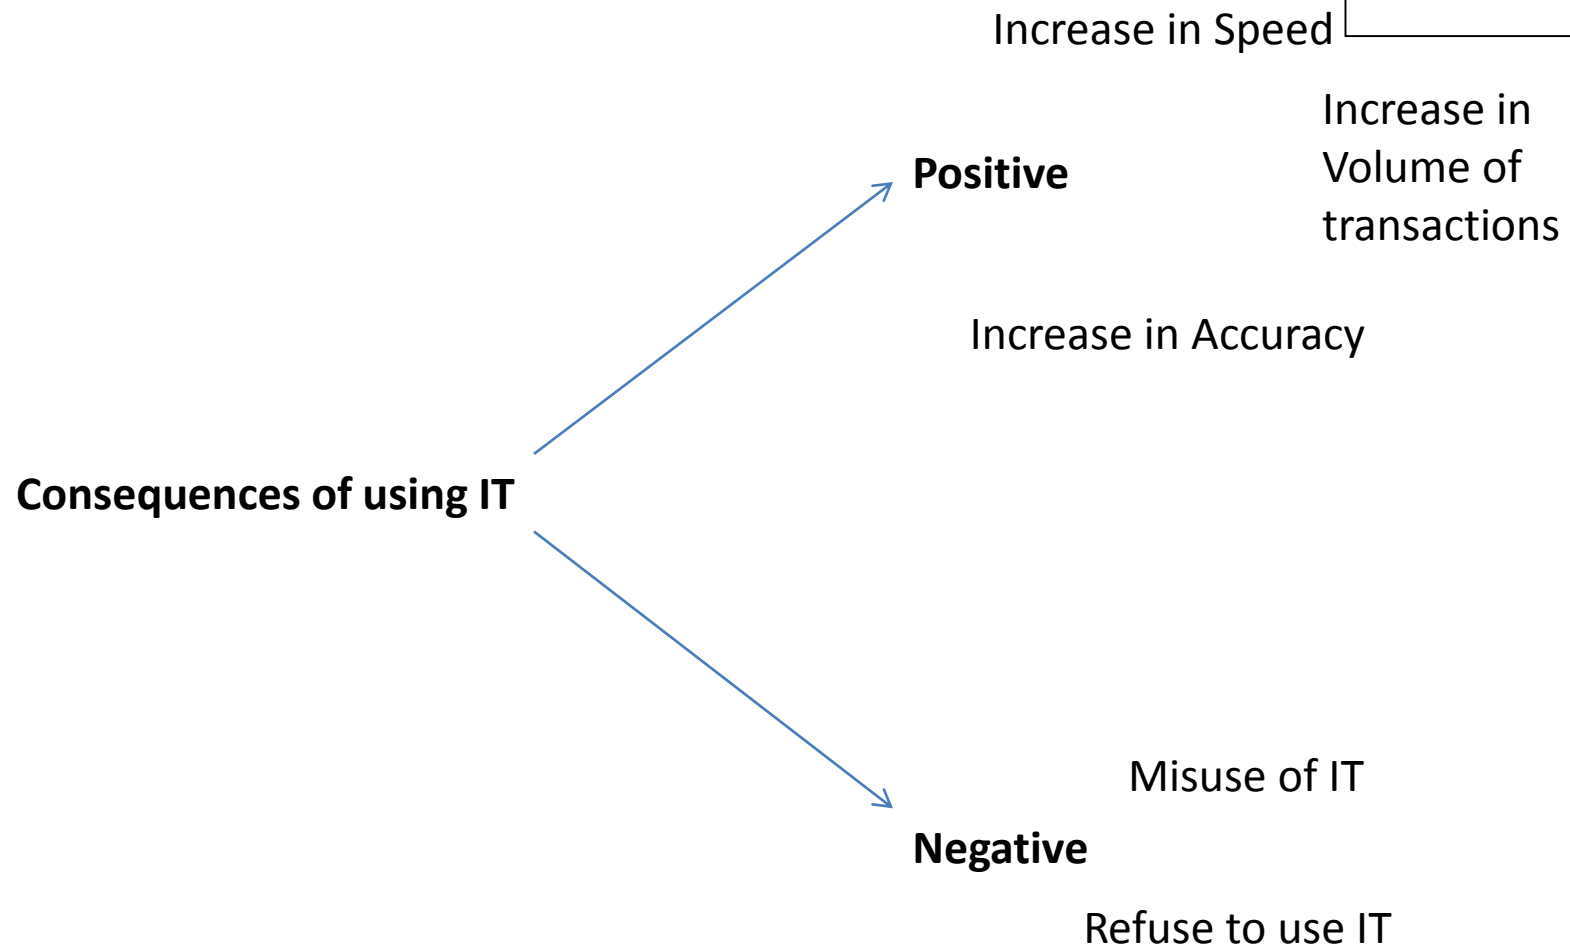 Increase in Speed
Increase in
Volume of
transactions
Positive
Increase in Accuracy
Consequences of using IT
Misuse of IT
Negative
Refuse to use IT